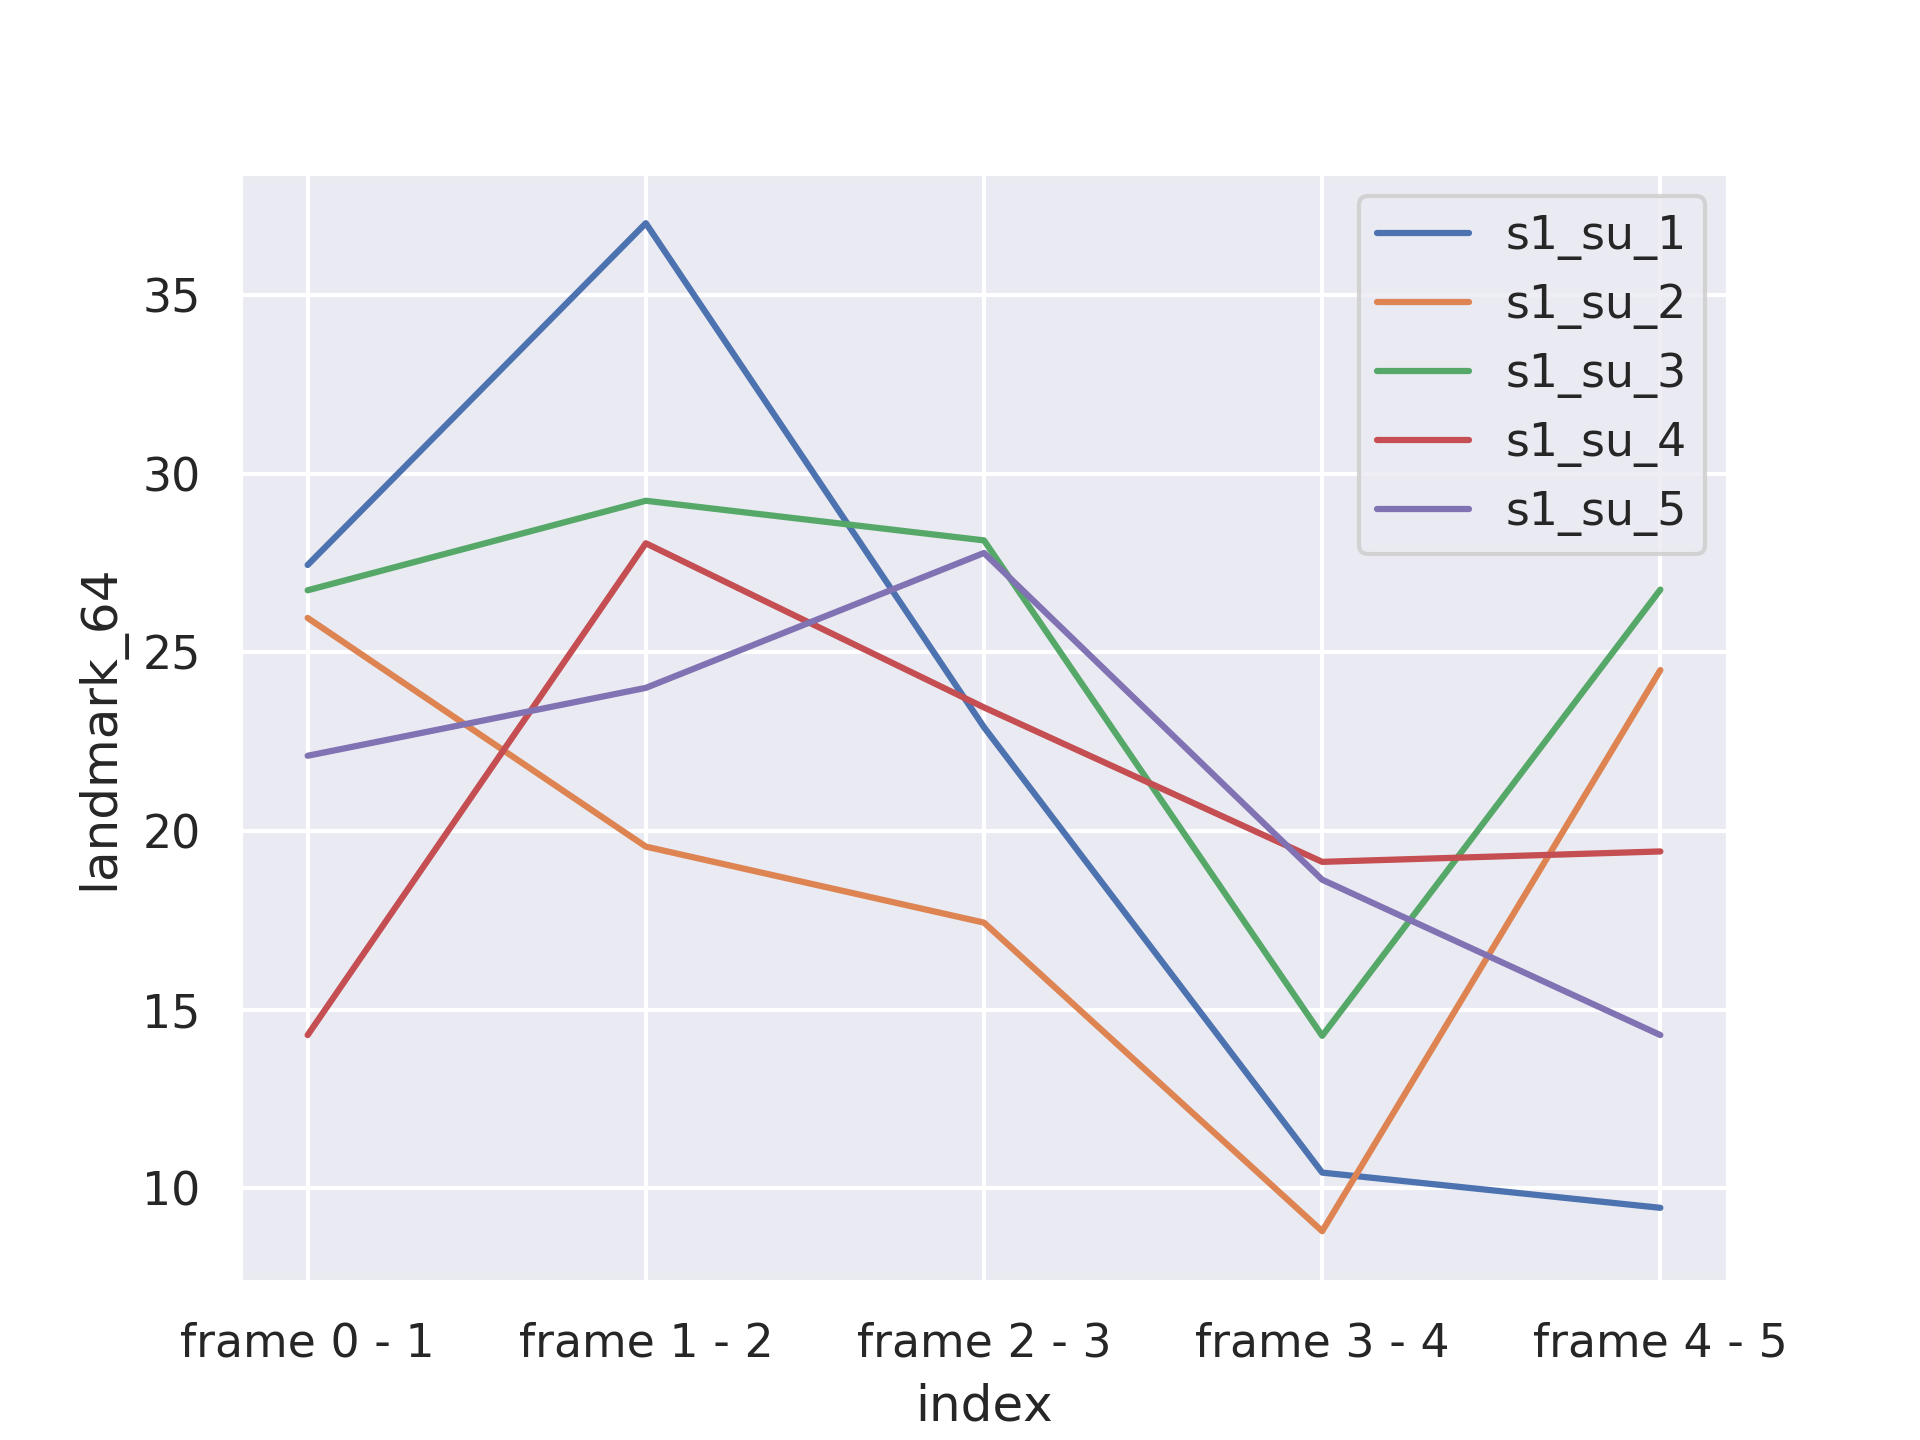 s1_su_1
s1_su_2
s1_su_3
s1_su_4
s1_su_5
35
30
25
20
15
10
landmark_64
frame 0 - 1
frame 1 - 2
frame 2 - 3
frame 3 - 4
frame 4 - 5
index